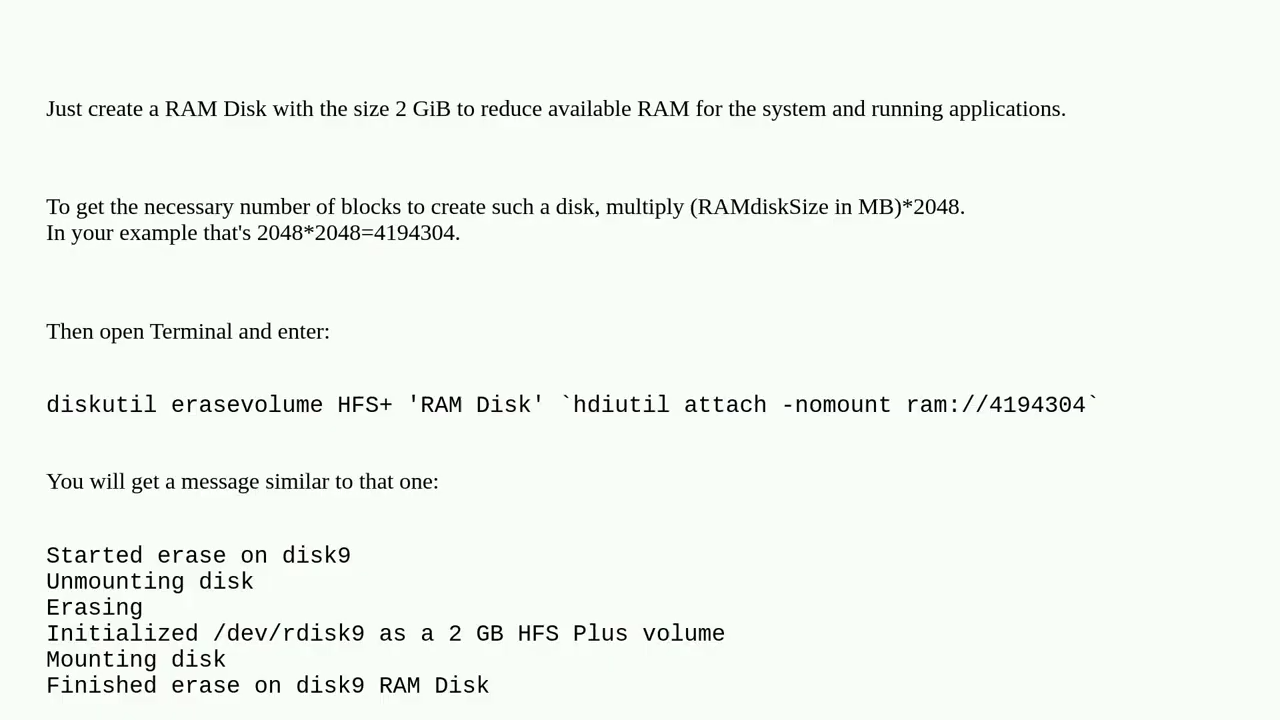 Just create a RAM Disk with the size 2 GiB to reduce available RAM for the system and running applications.
To get the necessary number of blocks to create such a disk, multiply (RAMdiskSize in MB)*2048.
In your example that's 2048*2048=4194304.
Then open Terminal and enter:
diskutil erasevolume HFS+ 'RAM Disk' `hdiutil attach -nomount ram://4194304`
You will get a message similar to that one:
Started erase on disk9
Unmounting disk
Erasing
Initialized /dev/rdisk9 as a 2 GB HFS Plus volume
Mounting disk
Finished erase on disk9 RAM Disk